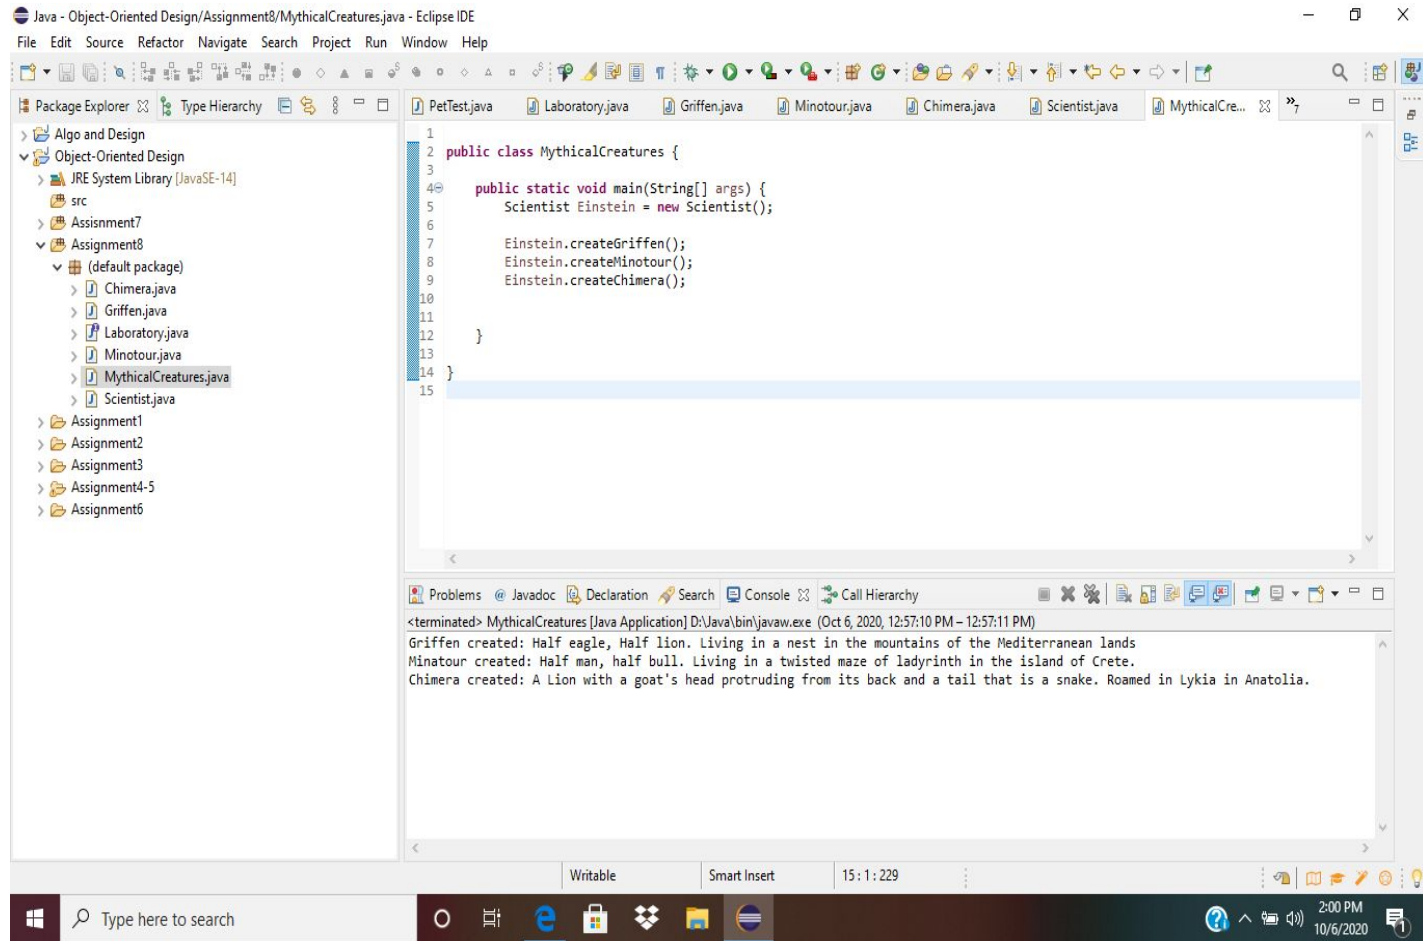 Java - Object-Oriented Design/Assignment8/MythicalCreatures.java - Eclipse IDE
File Edit Source Refactor Navigate Search Project Run Window Help
Package Explorer Type Hierarchy
PetTest.java Laboratory.java Griffen.java Minotour.java Chimera.java Scientist.java MythicalCre... »7
Algo and Design
Object-Oriented Design
JRE System Library [JavaSE-14]
src
Assisnment7
Assignment8
(default package)
Chimera.java
Griffen.java
Laboratory.java
Minotour.java
MythicalCreatures.java
Scientist.java
Assignment1
Assignment2
Assignment3
Assignment4-5
Assignment6
1
2 public class MythicalCreatures {
3
4 public static void main(String[] args) {
5 Scientist Einstein = new Scientist();
6
7 Einstein.createGriffen();
8 Einstein.createMinotour();
9 Einstein.createChimera();
10
11
12 }
13
14 }
15
Problems @ Javadoc Declaration Search Console Call Hierarchy
<terminated> MythicalCreatures [Java Application] D:\Java\bin\javaw.exe (Oct 6, 2020, 12:57:10 PM – 12:57:11 PM)
Griffen created: Half eagle, Half lion. Living in a nest in the mountains of the Mediterranean lands
Minatour created: Half man, half bull. Living in a twisted maze of ladyrinth in the island of Crete.
Chimera created: A Lion with a goat's head protruding from its back and a tail that is a snake. Roamed in Lykia in Anatolia.
Writable Smart Insert 15 : 1 : 229
Type here to search
2:00 PM
10/6/2020
1